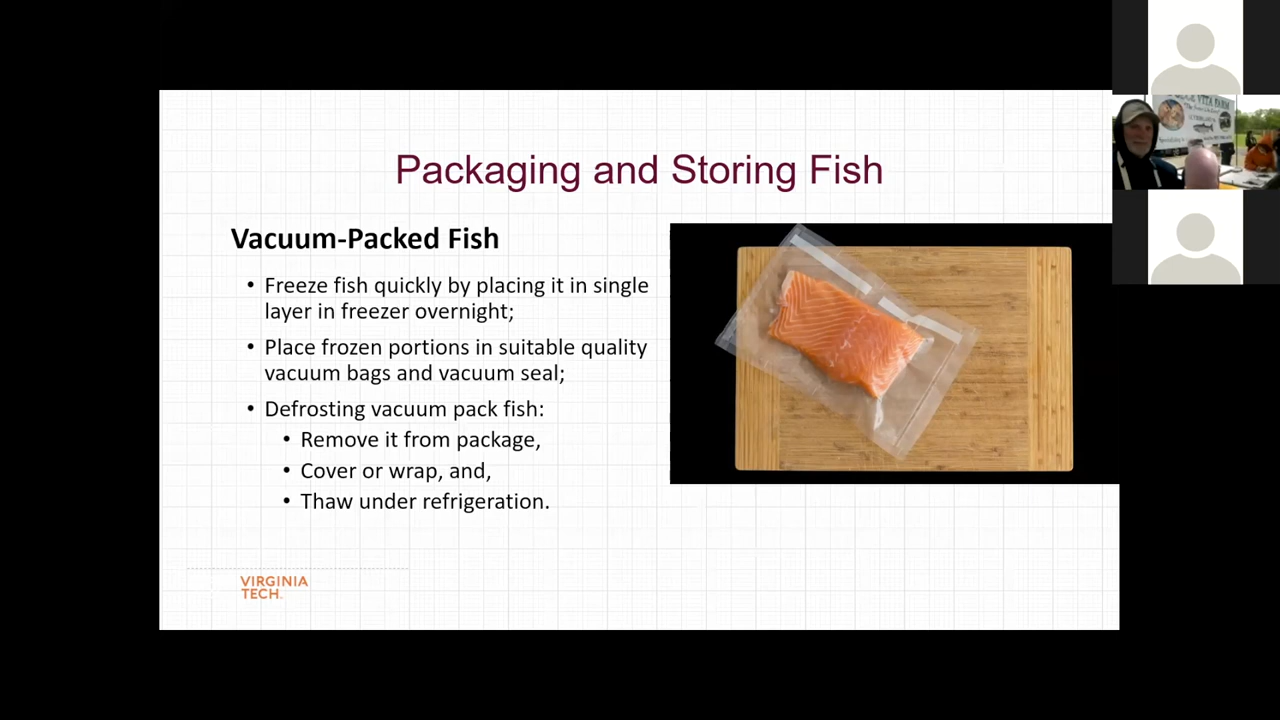 Packaging and Storing Fish
Vacuum-Packed Fish
• Freeze fish quickly by placing it in single
layer in freezer overnight;
• Place frozen portions in suitable quality
vacuum bags and vacuum seal;
• Defrosting vacuum pack fish:
• Remove it from package,
• Cover or wrap, and,
• Thaw under refrigeration.
VIRGINIA
TECH.
VITA FARM